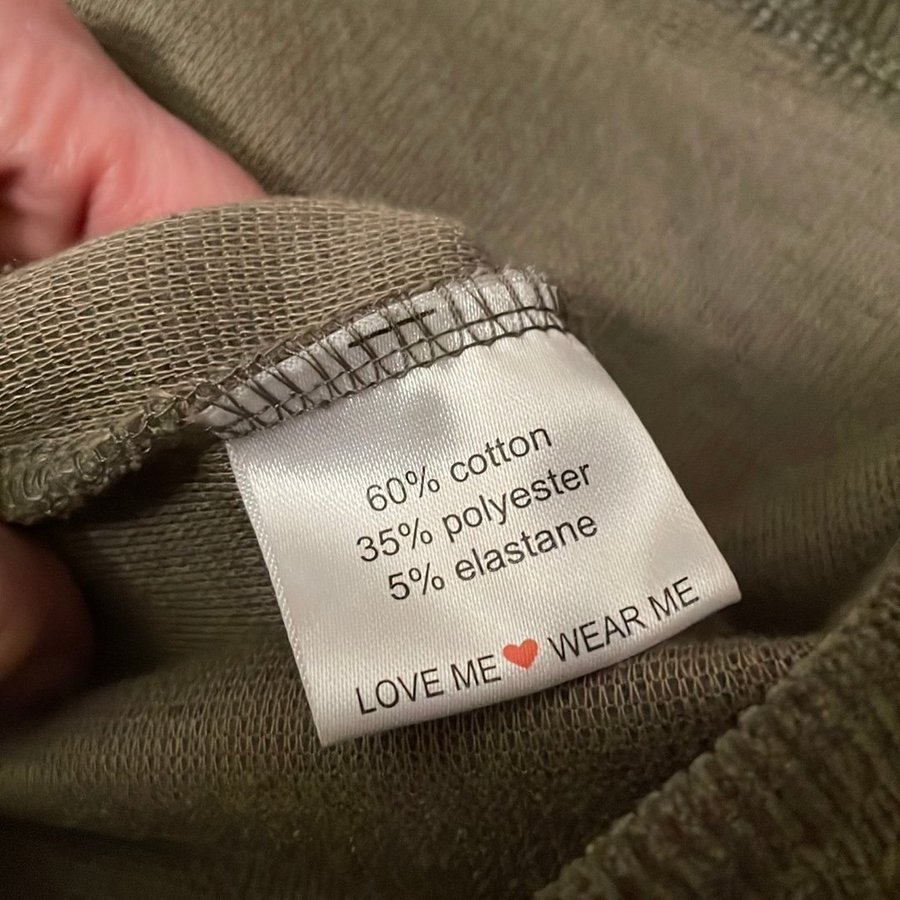 60% cotton
35% polyester
5% elastane
LOVE ME ❤ WEAR ME